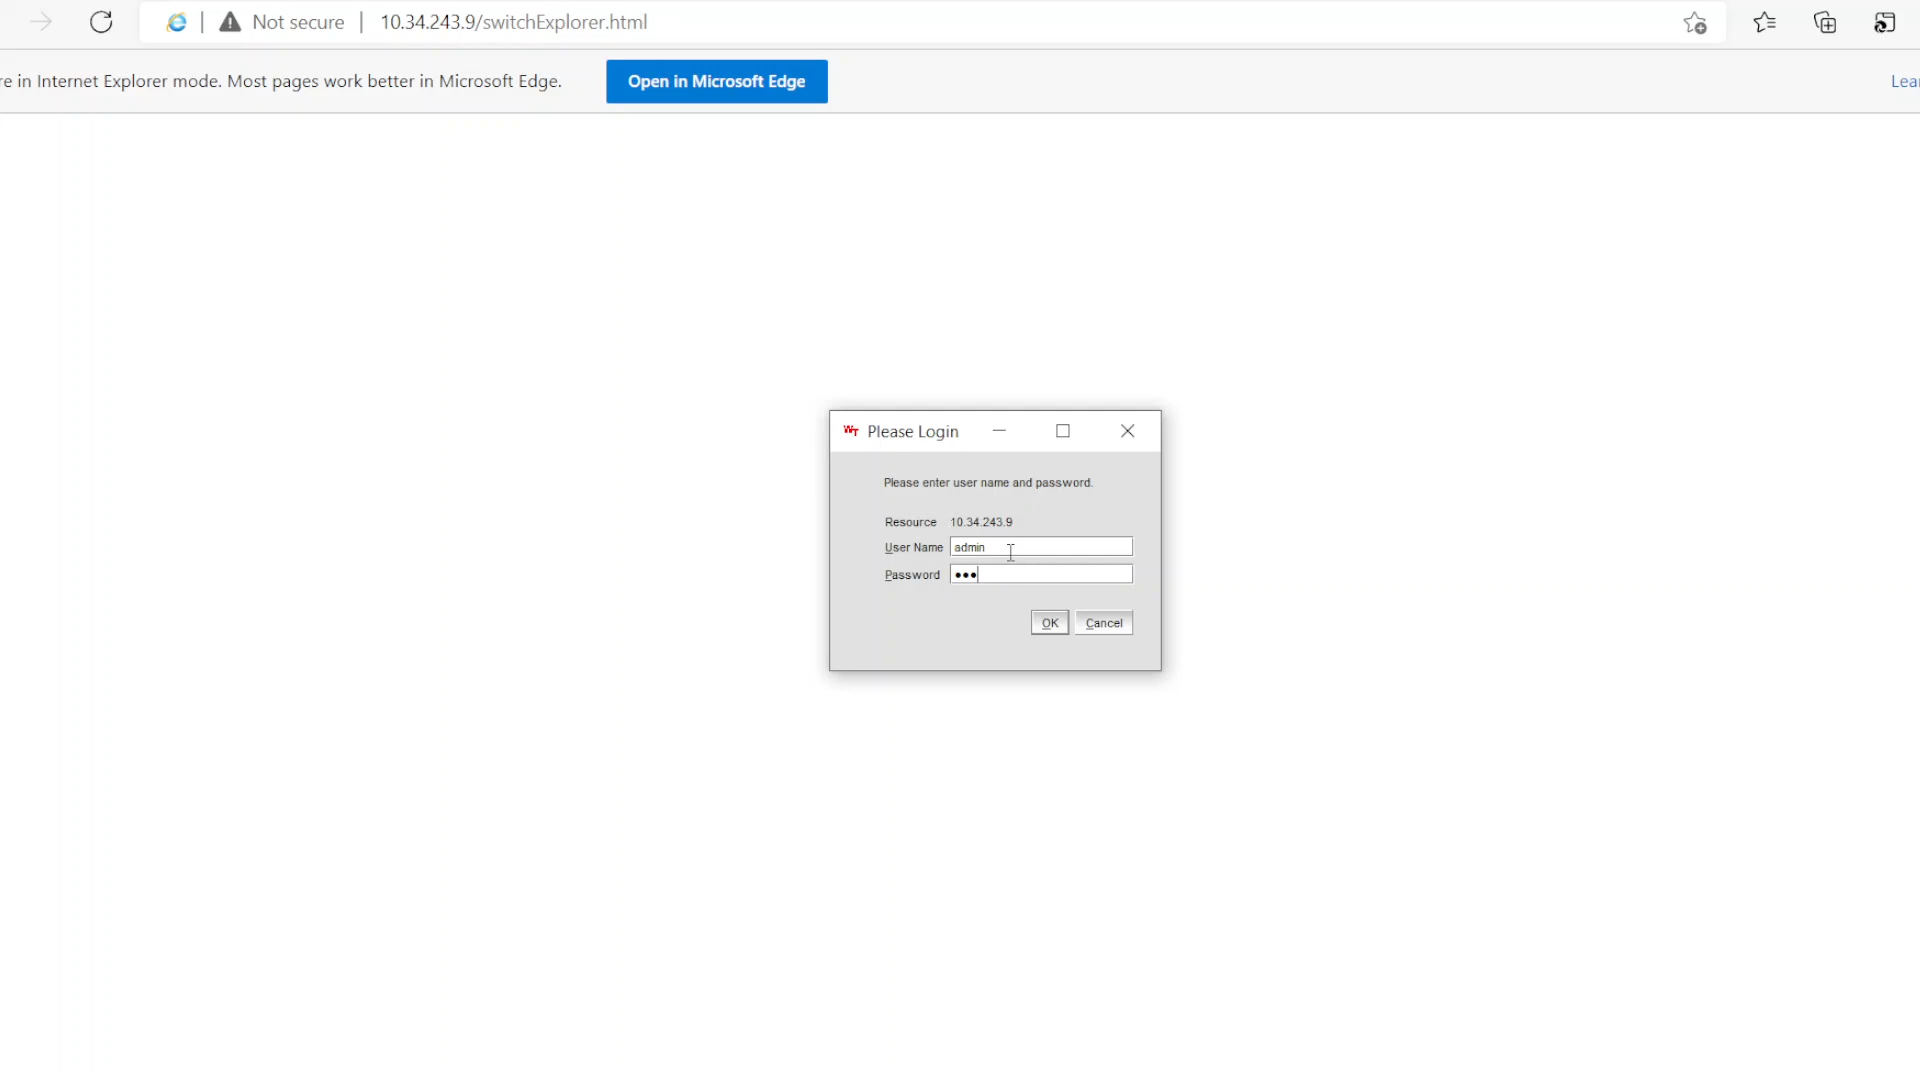 Not secure | 10.34.243.9/switchExplorer.html
re in Internet Explorer mode. Most pages work better in Microsoft Edge. Open in Microsoft Edge Lea
WT Please Login
Please enter user name and password.
Resource 10.34.243.9
User Name admin
Password •••
OK Cancel